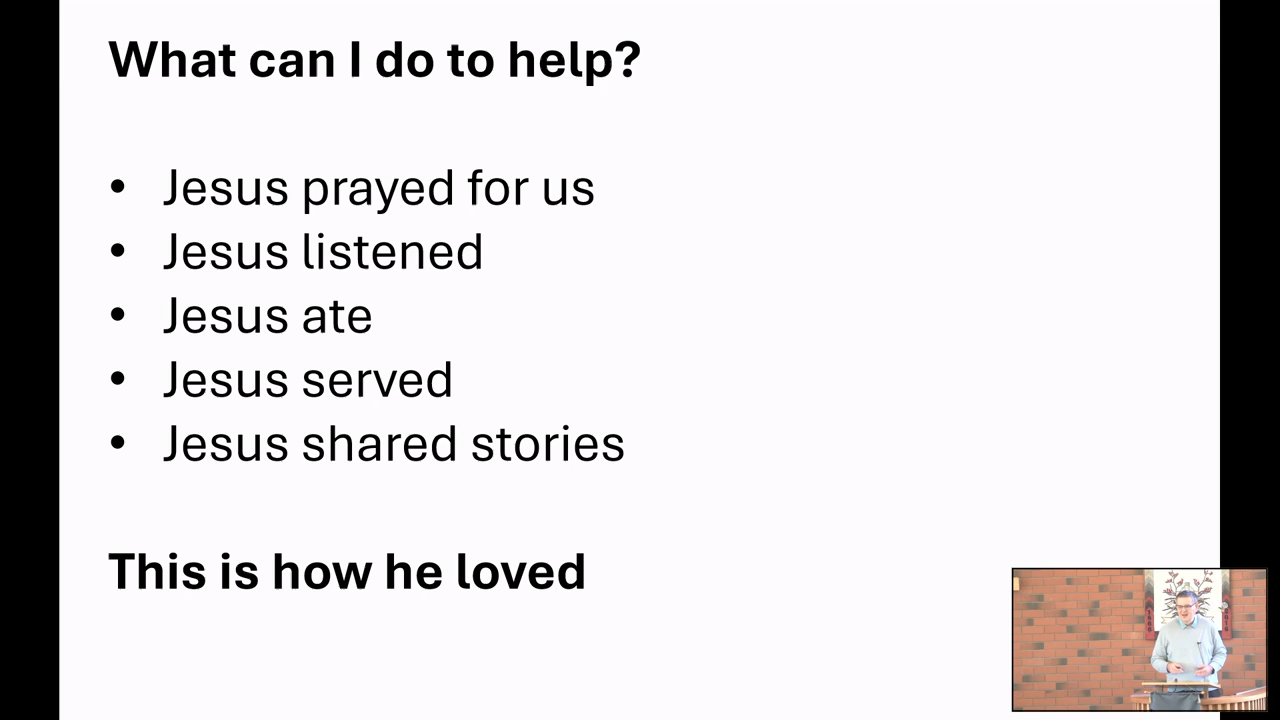 What can I do to help?
• Jesus prayed for us
• Jesus listened
• Jesus ate
• Jesus served
• Jesus shared stories
This is how he loved